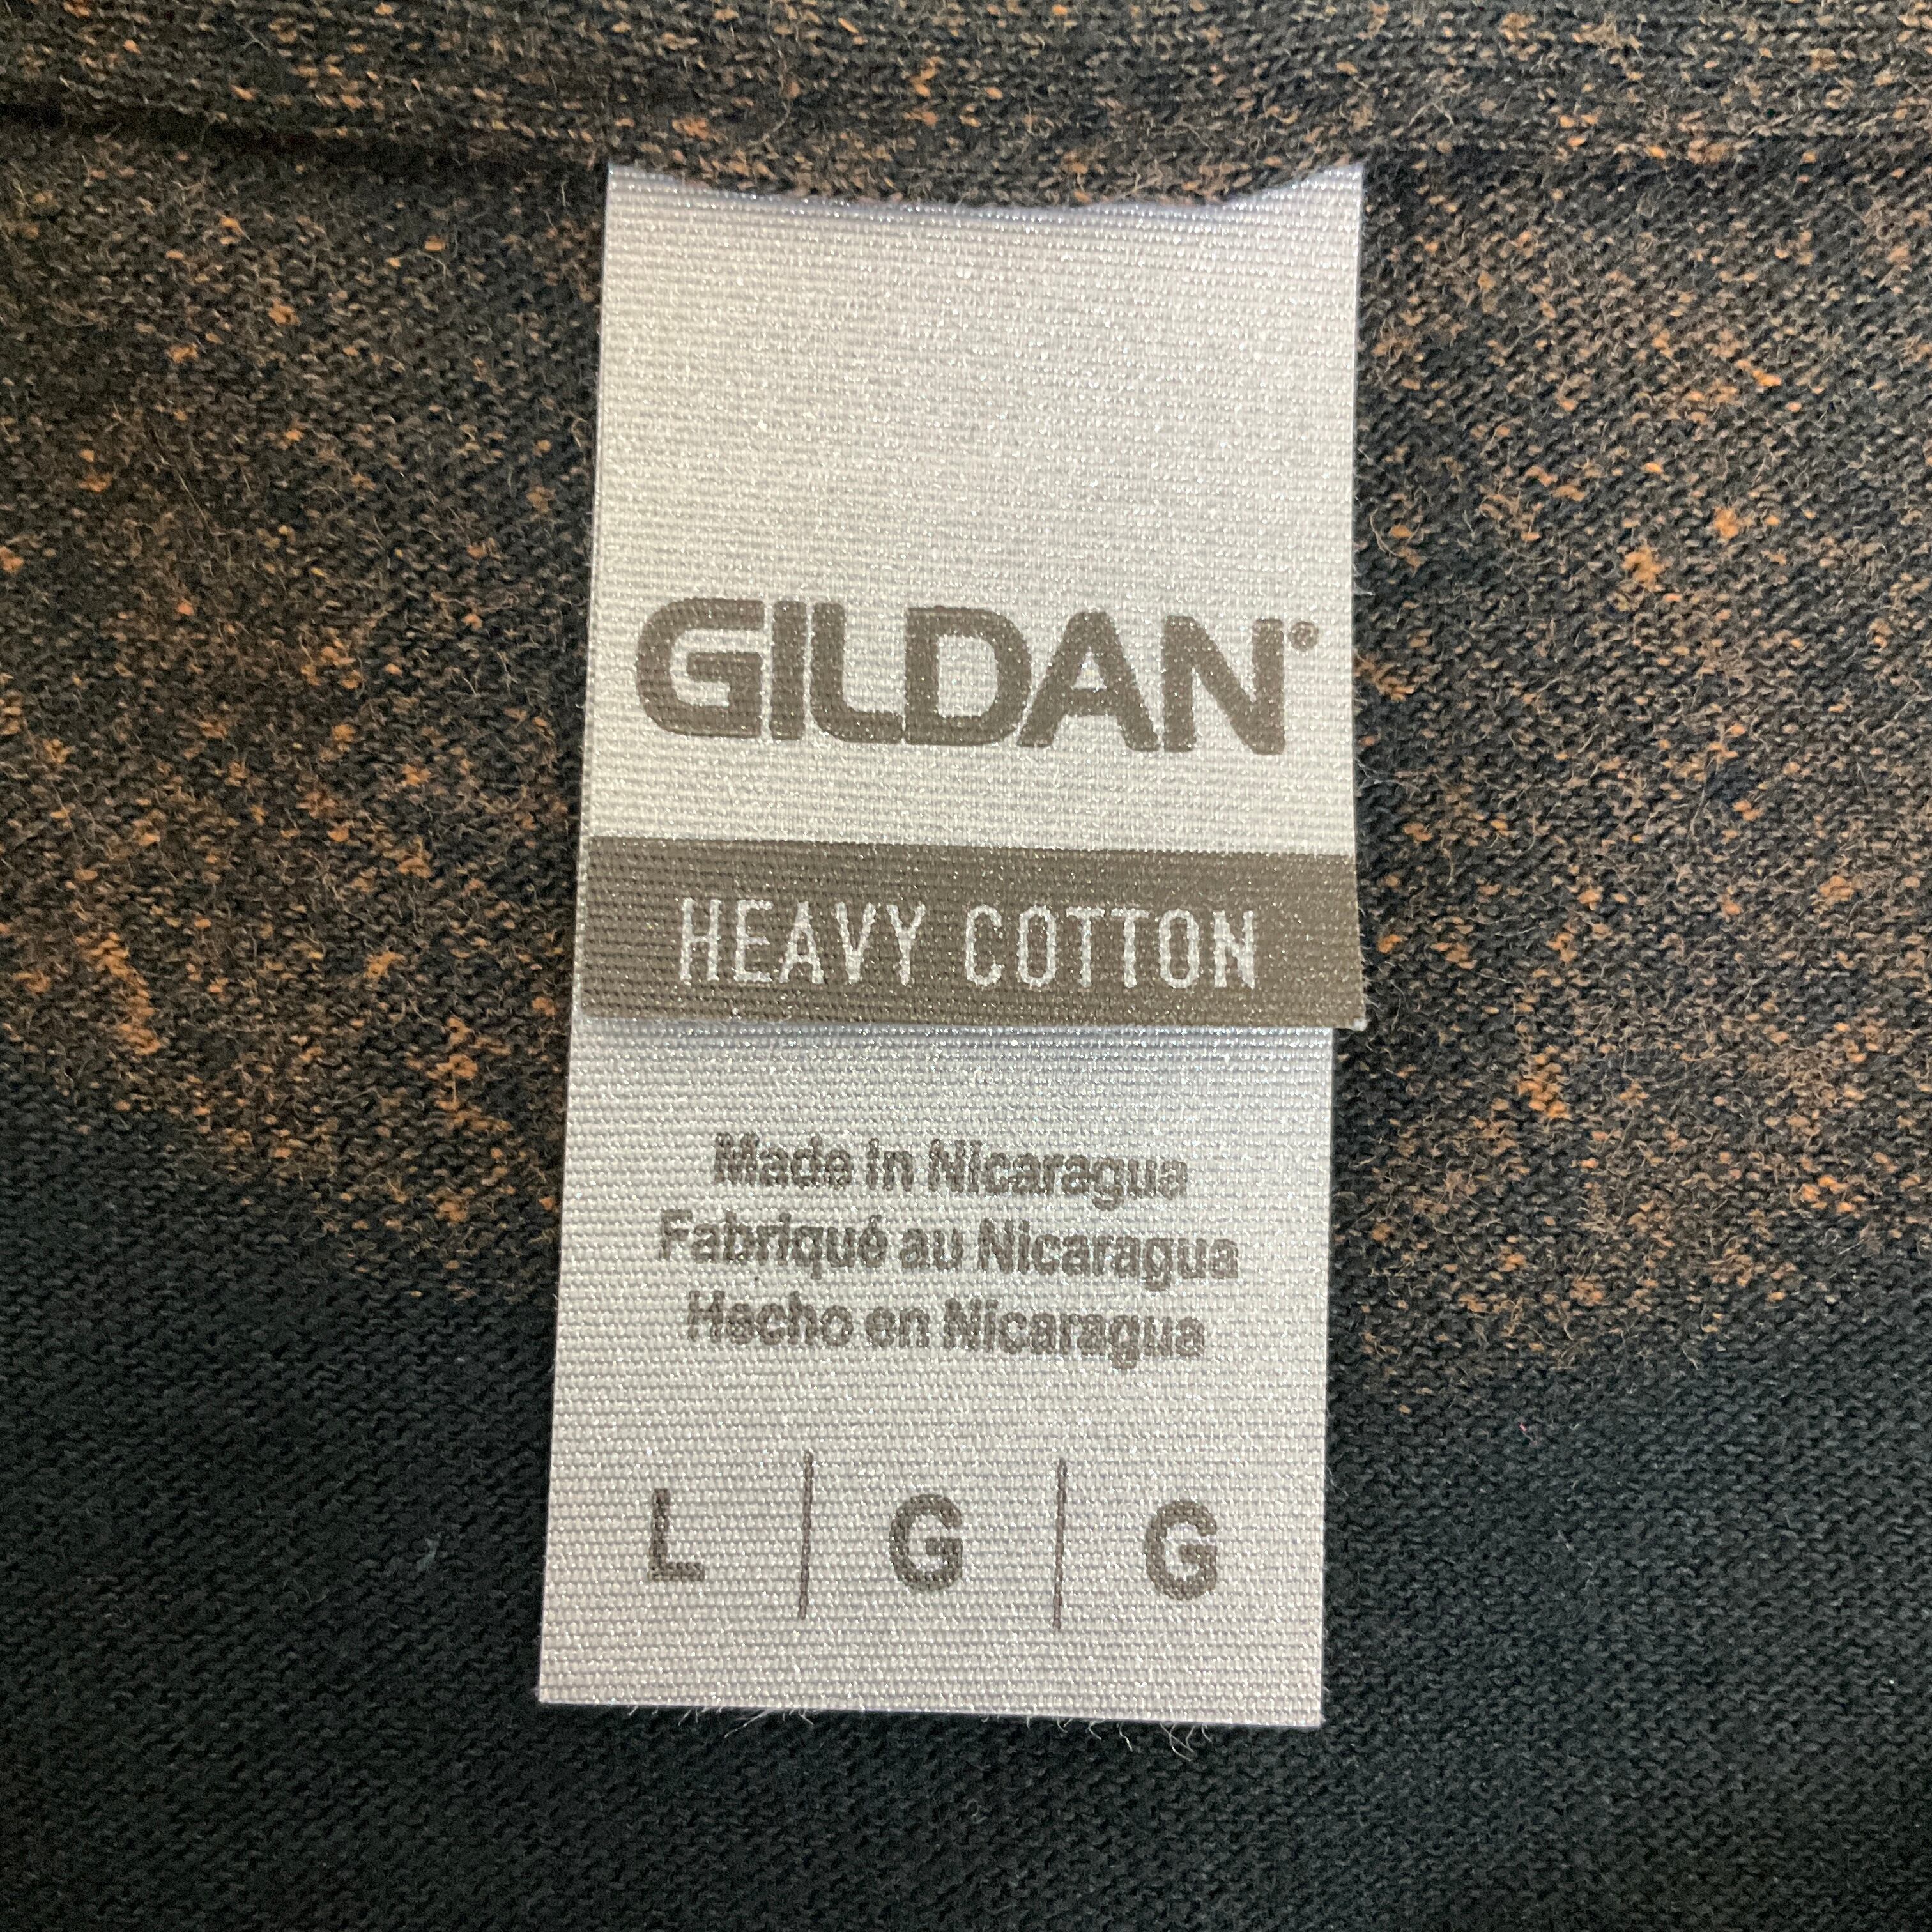 GILDAN®
HEAVY COTTON
Made in Nicaragua
Fabriqué au Nicaragua
Hecho en Nicaragua
L | G | G